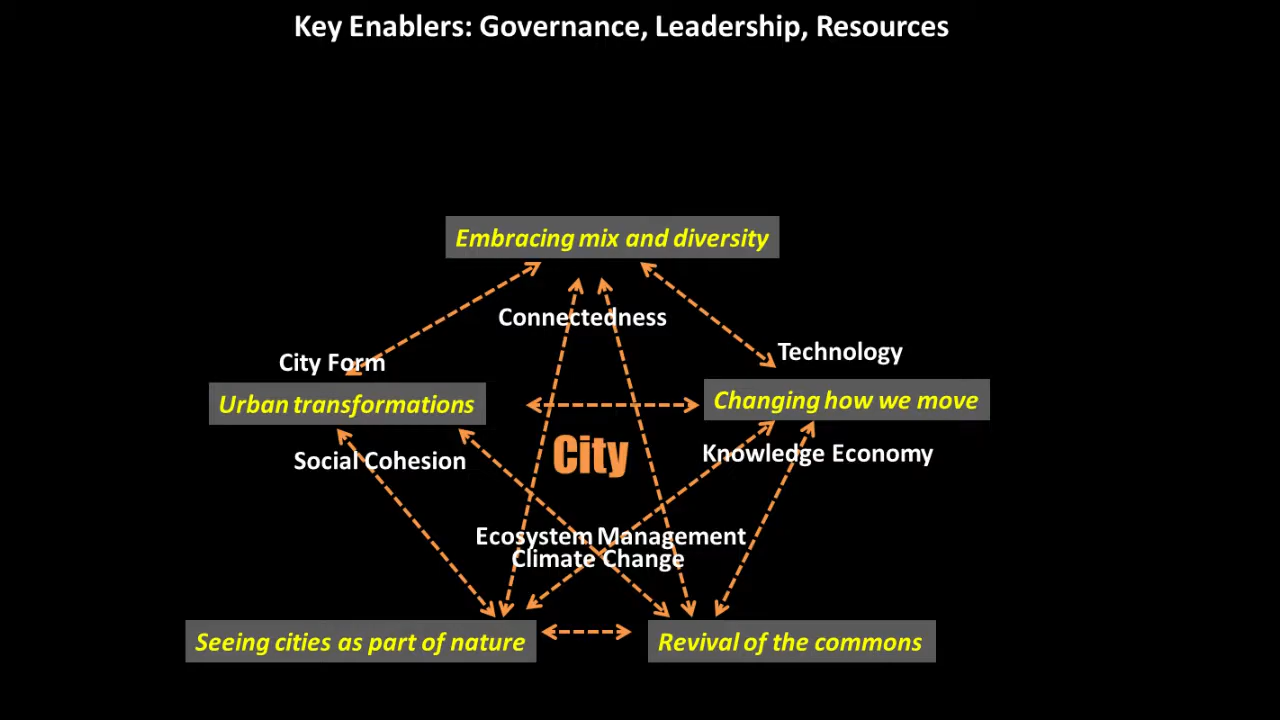 Key Enablers: Governance, Leadership, Resources
Embracing mix and diversity
Connectedness
Technology
City Form
Urban transformations
Changing how we move
City
Social Cohesion
Knowledge Economy
Ecosystem Management
Climate Change
Seeing cities as part of nature
Revival of the commons